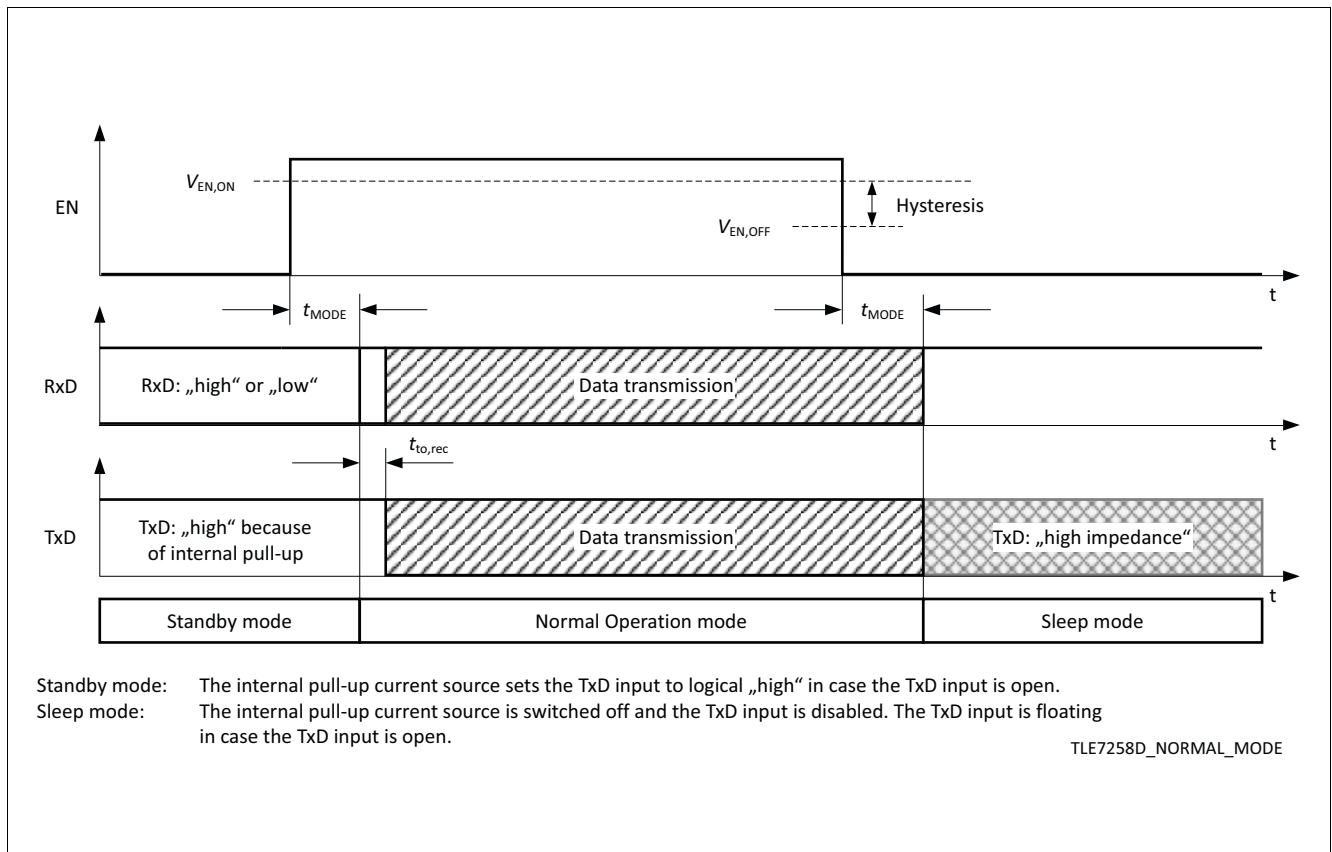 V_EN,ON
EN
Hysteresis
V_EN,OFF
t
t_MODE
t_MODE
RxD
RxD: „high“ or „low“
Data transmission
t
t_to,rec
TxD
TxD: „high“ because
of internal pull-up
Data transmission
TxD: „high impedance“
t
Standby mode
Normal Operation mode
Sleep mode
Standby mode: The internal pull-up current source sets the TxD input to logical „high“ in case the TxD input is open.
Sleep mode: The internal pull-up current source is switched off and the TxD input is disabled. The TxD input is floating
in case the TxD input is open.
TLE7258D_NORMAL_MODE